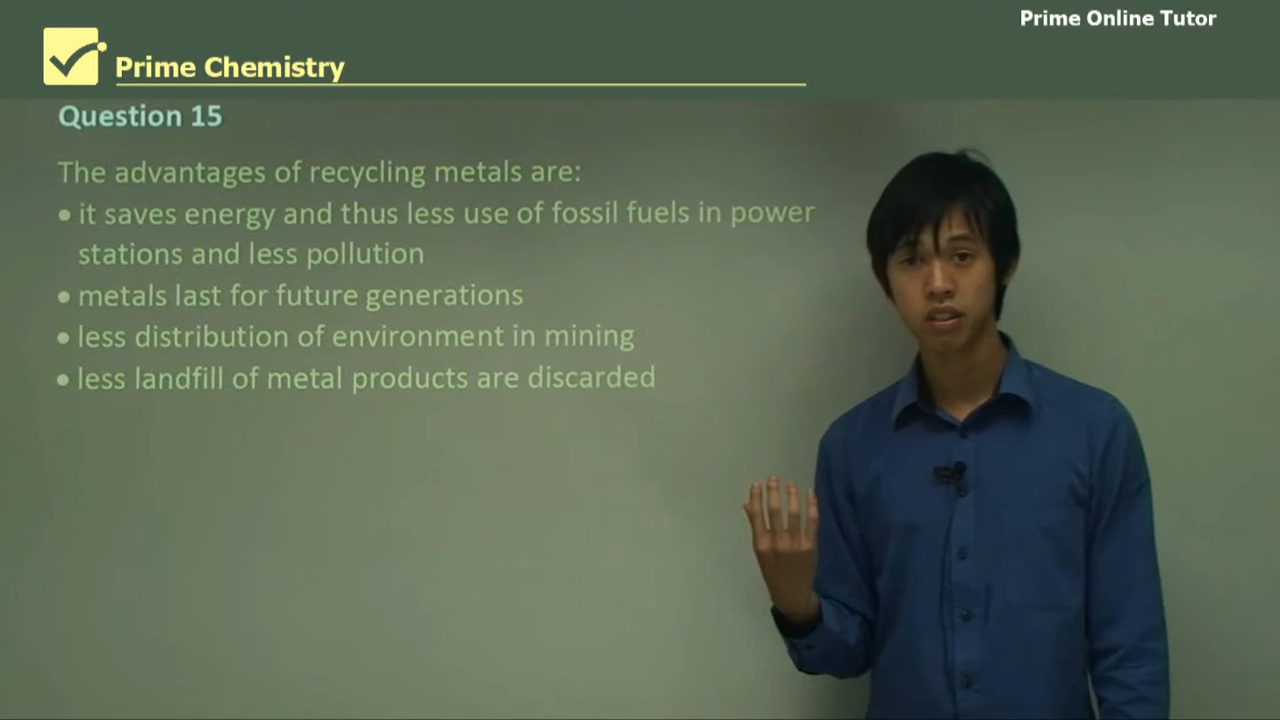 Prime Online Tutor
Prime Chemistry
Question 15
The advantages of recycling metals are:
• it saves energy and thus less use of fossil fuels in power
stations and less pollution
• metals last for future generations
• less distribution of environment in mining
• less landfill of metal products are discarded